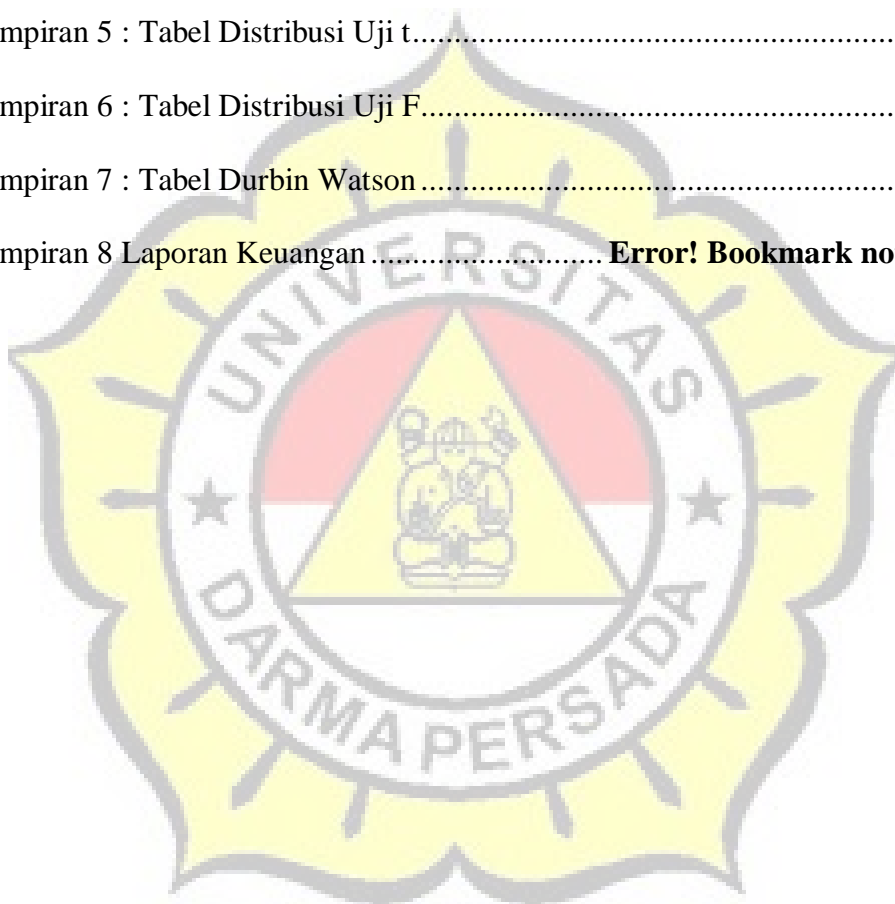 mpiran 5 : Tabel Distribusi Uji t..........................................................
mpiran 6 : Tabel Distribusi Uji F.........................................................
mpiran 7 : Tabel Durbin Watson .........................................................
mpiran 8 Laporan Keuangan ............................ Error! Bookmark no
UNIVERSITAS
DARMA PERSADA